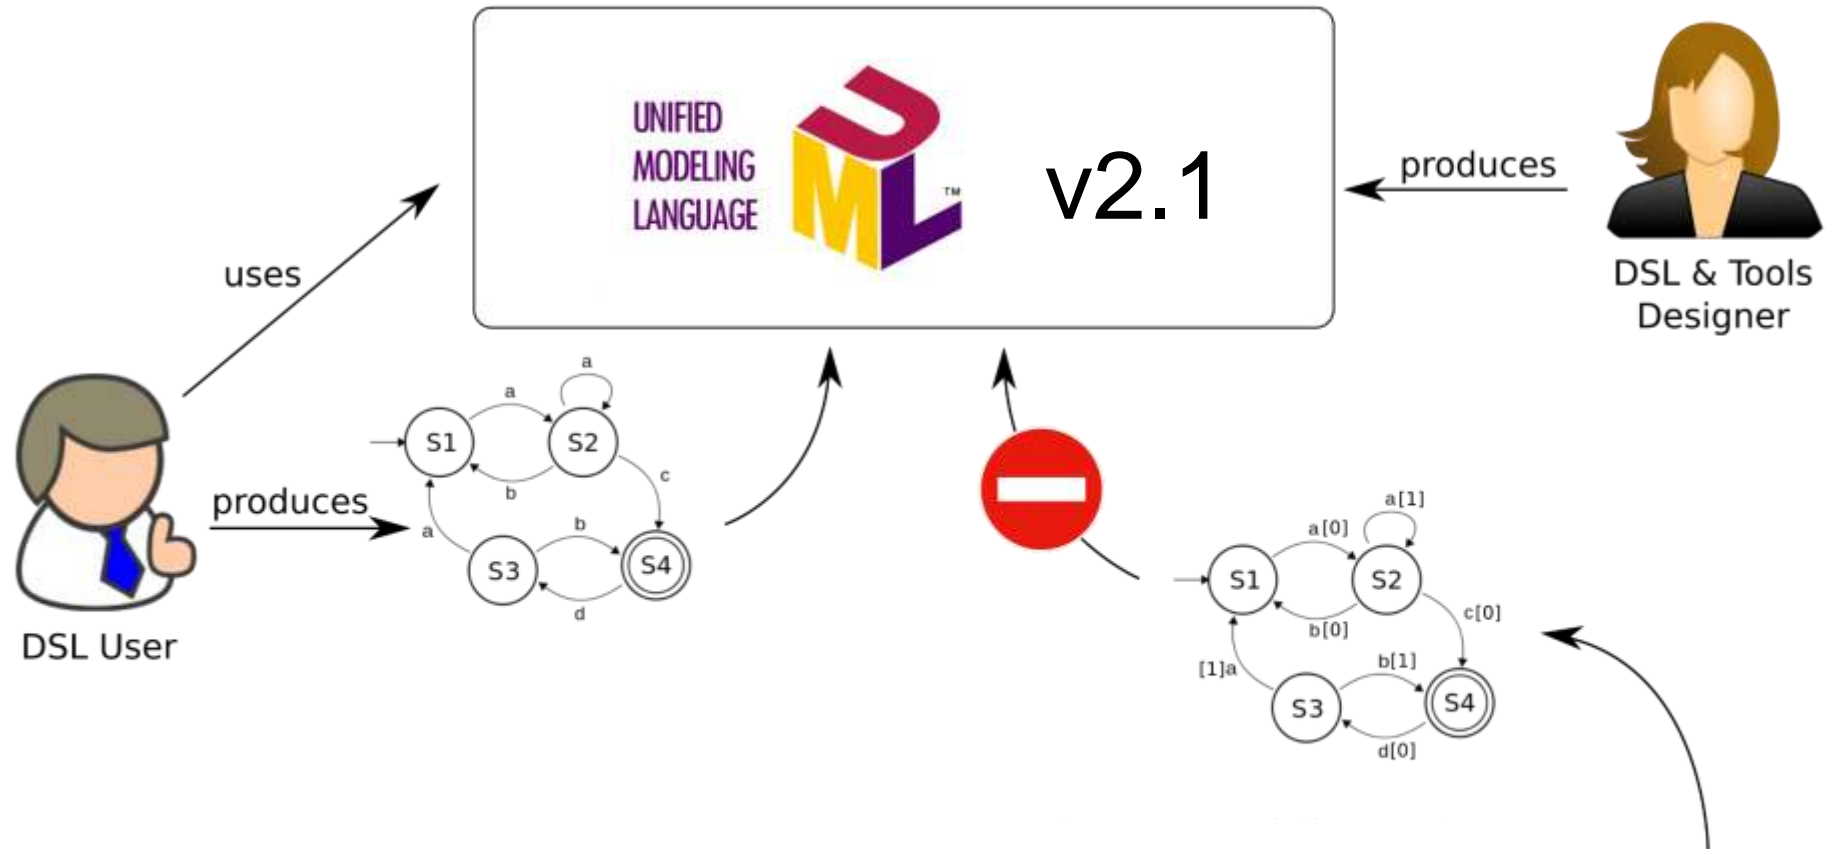 UNIFIED
MODELING
LANGUAGE
UML
TM
v2.1
produces
DSL & Tools
Designer
uses
DSL User
produces
a
a
S1
S2
b
c
a
b
S3
S4
d
a[1]
a[0]
S1
S2
b[0]
c[0]
[1]a
b[1]
S3
S4
d[0]